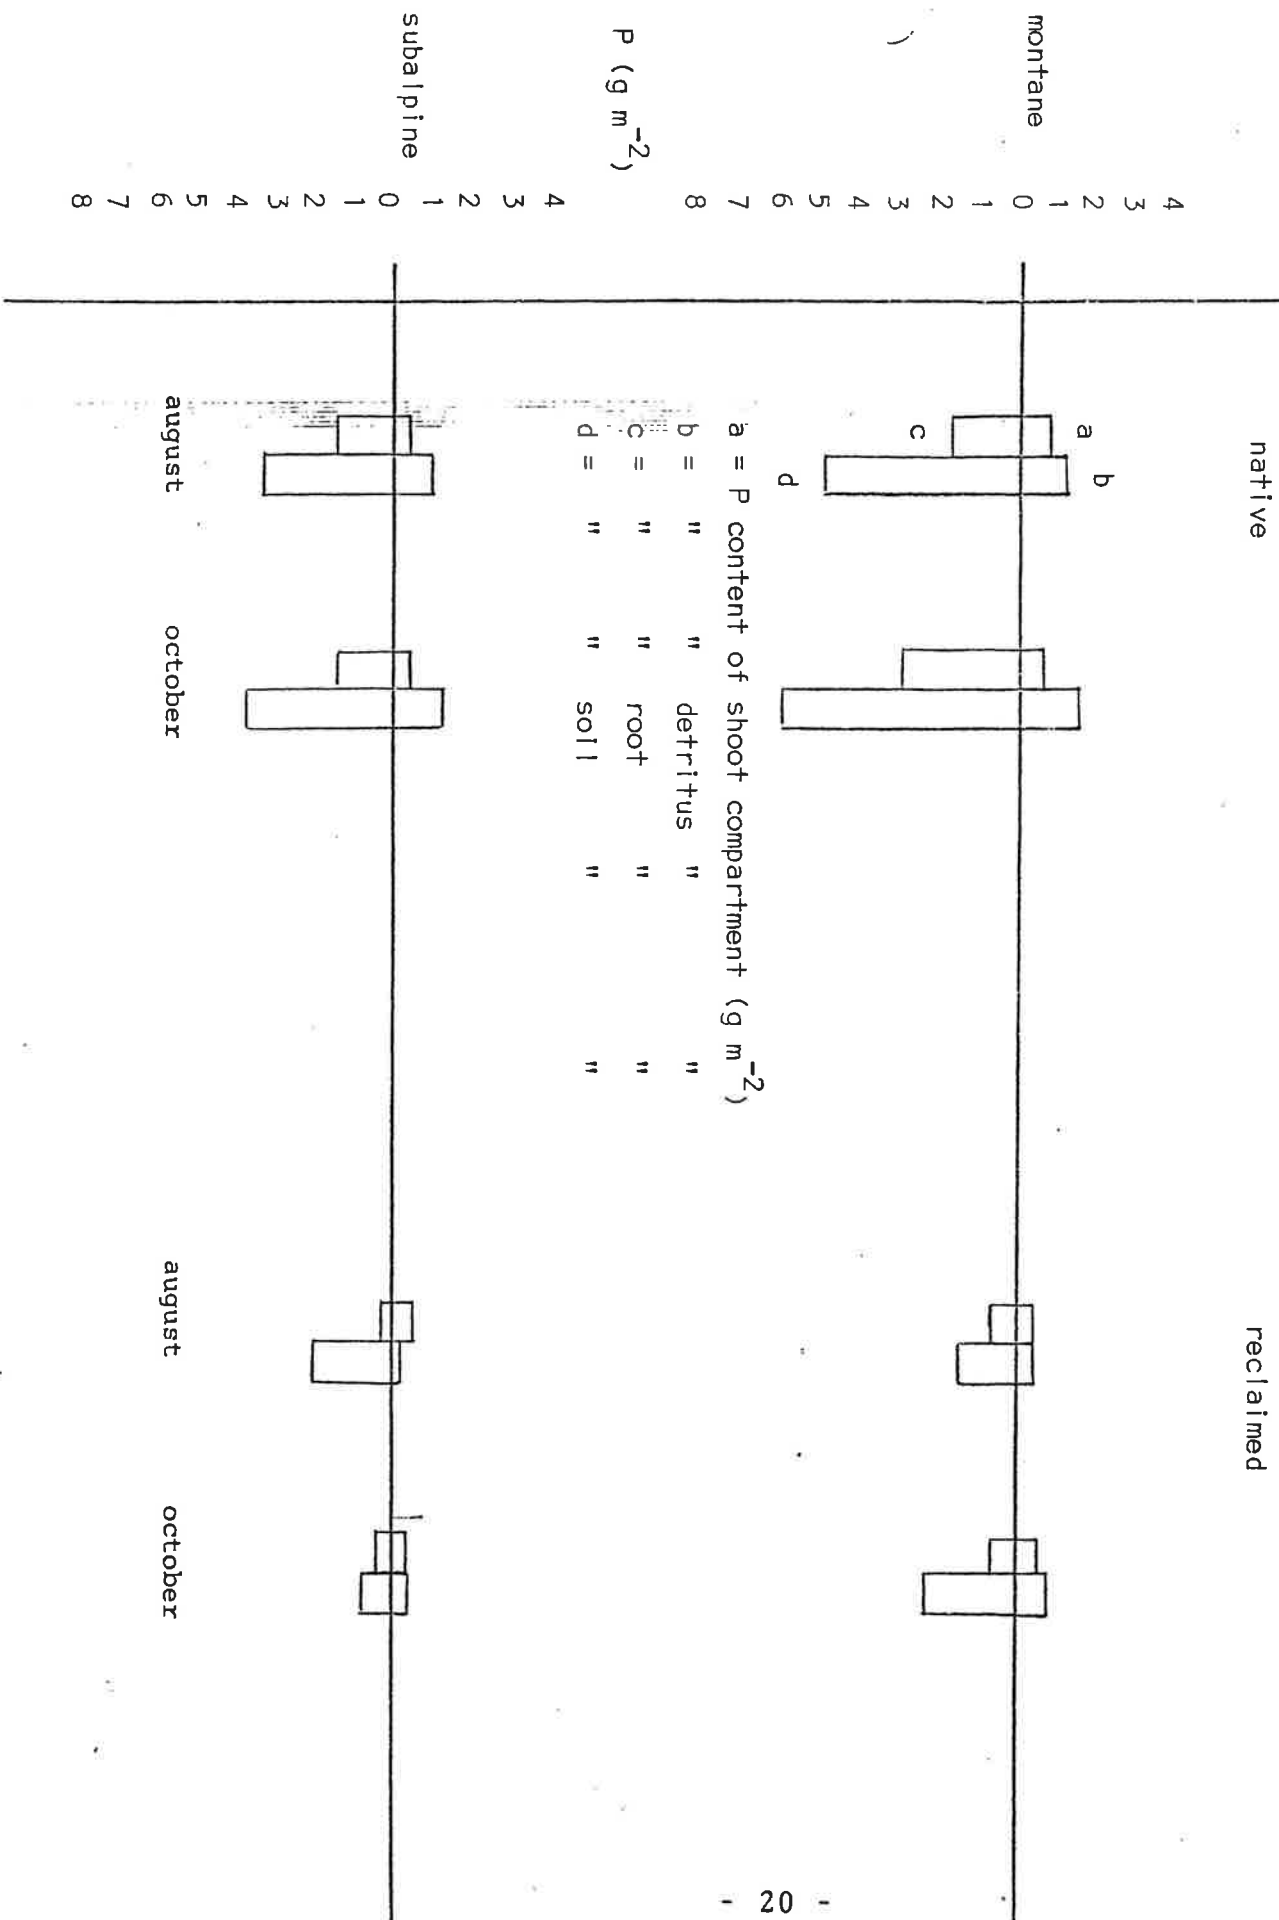 native
reclaimed
montane
4
3
2
1
0
1
2
3
4
5
6
7
8
a
b
c
d
P (g m⁻²)
a = P content of shoot compartment (g m⁻²)
b = " " detritus " "
c = " " root " "
d = " " soil " "
subalpine
4
3
2
1
0
1
2
3
4
5
6
7
8
august
october
august
october
- 20 -